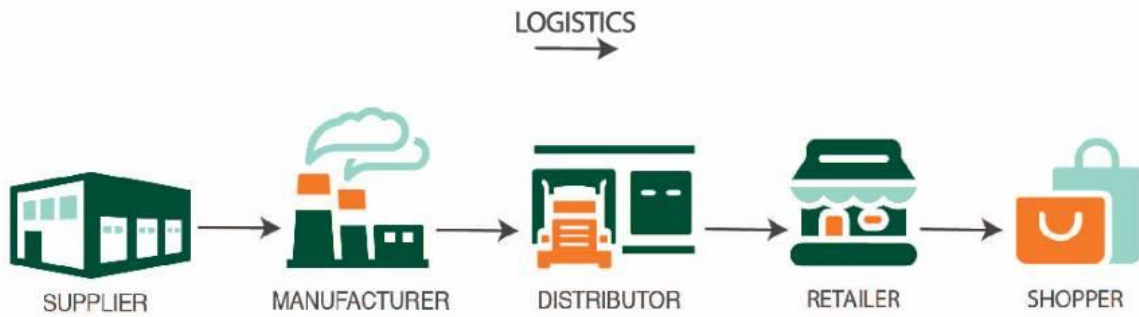 LOGISTICS
SUPPLIER
MANUFACTURER
DISTRIBUTOR
RETAILER
SHOPPER